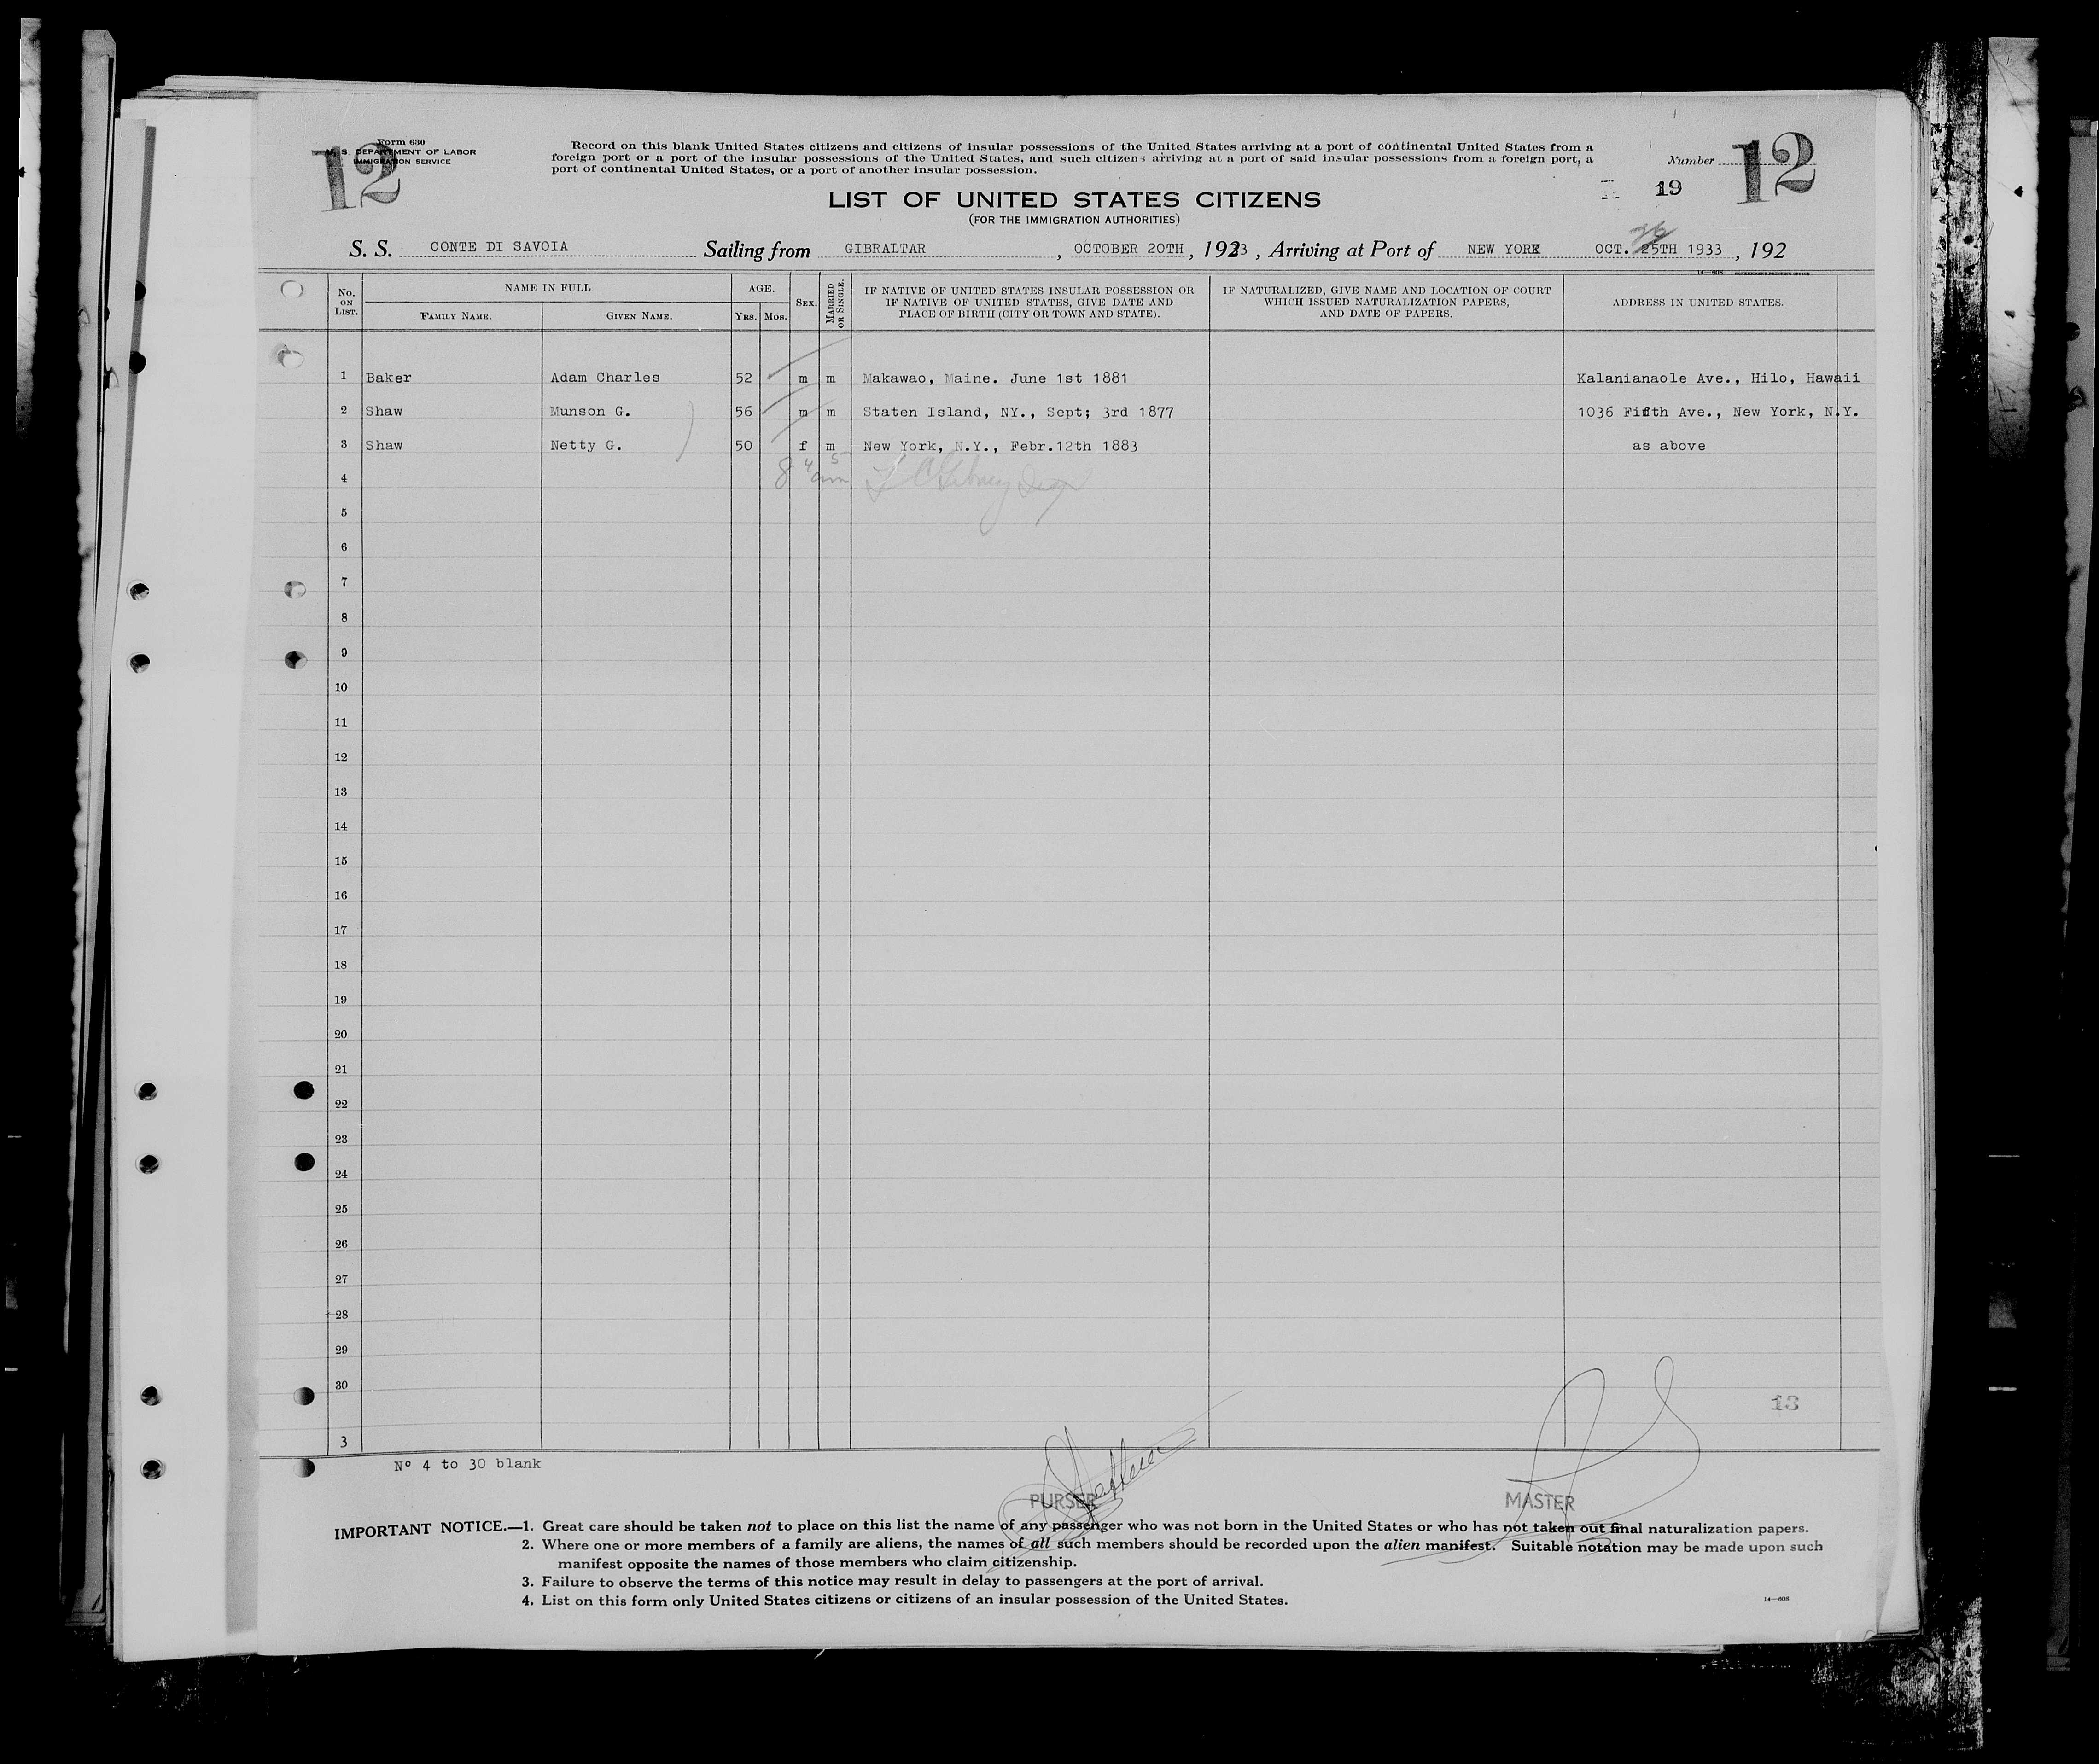 Form 630
U. S. DEPARTMENT OF LABOR
IMMIGRATION SERVICE
12
Record on this blank United States citizens and citizens of insular possessions of the United States arriving at a port of continental United States from a
foreign port or a port of the insular possessions of the United States, and such citizens arriving at a port of said insular possessions from a foreign port, a
port of continental United States, or a port of another insular possession.
Number
12
19
LIST OF UNITED STATES CITIZENS
(FOR THE IMMIGRATION AUTHORITIES)
S. S. CONTE DI SAVOIA Sailing from GIBRALTAR, OCTOBER 20TH, 1933, Arriving at Port of NEW YORK OCT. 25TH 1933, 192
26
No. ON LIST. NAME IN FULL AGE. SEX. MARRIED OR SINGLE. IF NATIVE OF UNITED STATES INSULAR POSSESSION OR IF NATIVE OF UNITED STATES, GIVE DATE AND PLACE OF BIRTH (CITY OR TOWN AND STATE). IF NATURALIZED, GIVE NAME AND LOCATION OF COURT WHICH ISSUED NATURALIZATION PAPERS, AND DATE OF PAPERS. ADDRESS IN UNITED STATES.
FAMILY NAME. GIVEN NAME. YRS. MOS.
1 Baker Adam Charles 52 m m Makawao, Maine. June 1st 1881 Kalanianaole Ave., Hilo, Hawaii
2 Shaw Munson G. 56 m m Staten Island, NY., Sept; 3rd 1877 1036 Fifth Ave., New York, N.Y.
3 Shaw Netty G. 50 f m New York, N.Y., Febr.12th 1883 as above
4
5
6
7
8
9
10
11
12
13
14
15
16
17
18
19
20
21
22
23
24
25
26
27
28
29
30
13
3
Nº 4 to 30 blank
PURSER MASTER
IMPORTANT NOTICE.—1. Great care should be taken not to place on this list the name of any passenger who was not born in the United States or who has not taken out final naturalization papers.
2. Where one or more members of a family are aliens, the names of all such members should be recorded upon the alien manifest. Suitable notation may be made upon such
manifest opposite the names of those members who claim citizenship.
3. Failure to observe the terms of this notice may result in delay to passengers at the port of arrival.
4. List on this form only United States citizens or citizens of an insular possession of the United States.
14—608